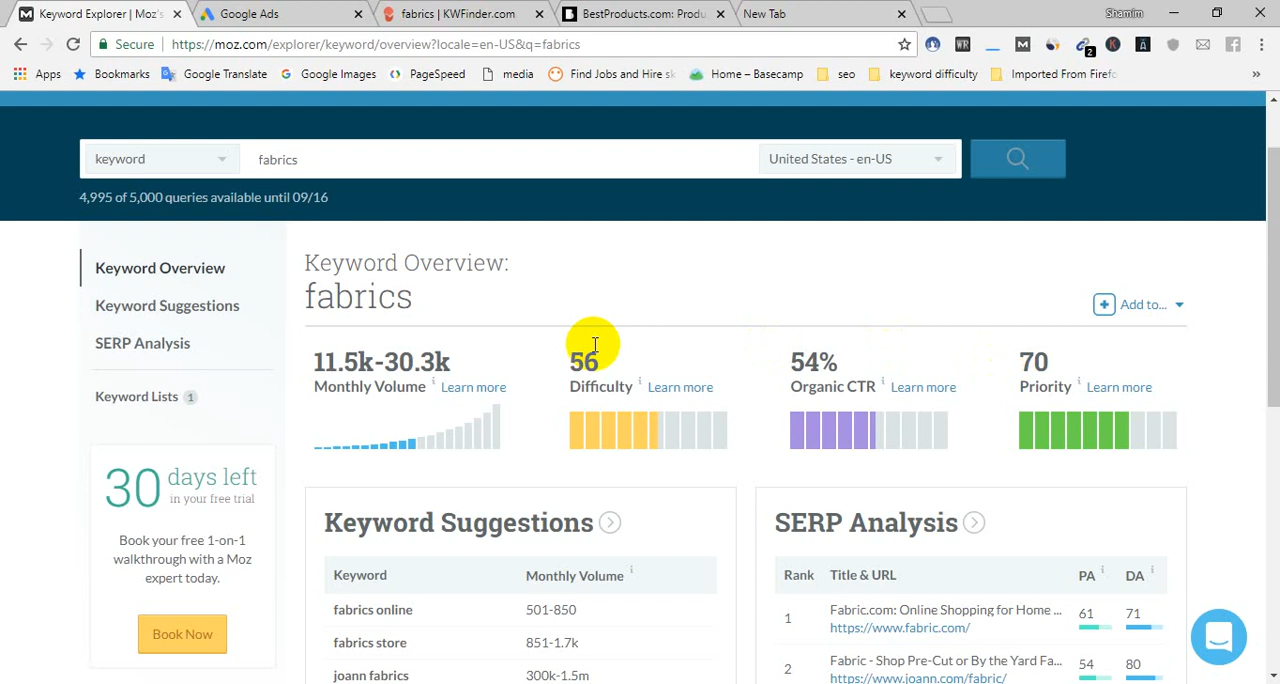 Keyword Explorer | Moz's
Google Ads
fabrics | KWFinder.com
BestProducts.com: Produ
New Tab
Shamim
Secure
https://moz.com/explorer/keyword/overview?locale=en-US&q=fabrics
WR
M
2
K
Apps
Bookmarks
Google Translate
Google Images
PageSpeed
media
Find Jobs and Hire sk
Home – Basecamp
seo
keyword difficulty
Imported From Firefo
keyword
fabrics
United States - en-US
4,995 of 5,000 queries available until 09/16
Keyword Overview
Keyword Suggestions
SERP Analysis
Keyword Lists 1
30 days left
in your free trial
Book your free 1-on-1
walkthrough with a Moz
expert today.
Book Now
Keyword Overview:
fabrics
Add to...
11.5k-30.3k
Monthly Volume i Learn more
56
Difficulty i Learn more
54%
Organic CTR i Learn more
70
Priority i Learn more
Keyword Suggestions
Keyword Monthly Volume i
fabrics online 501-850
fabrics store 851-1.7k
joann fabrics 300k-1.5m
SERP Analysis
Rank Title & URL PA i DA i
1 Fabric.com: Online Shopping for Home ... 61 71
https://www.fabric.com/
2 Fabric - Shop Pre-Cut or By the Yard Fa... 54 80
https://www.joann.com/fabric/